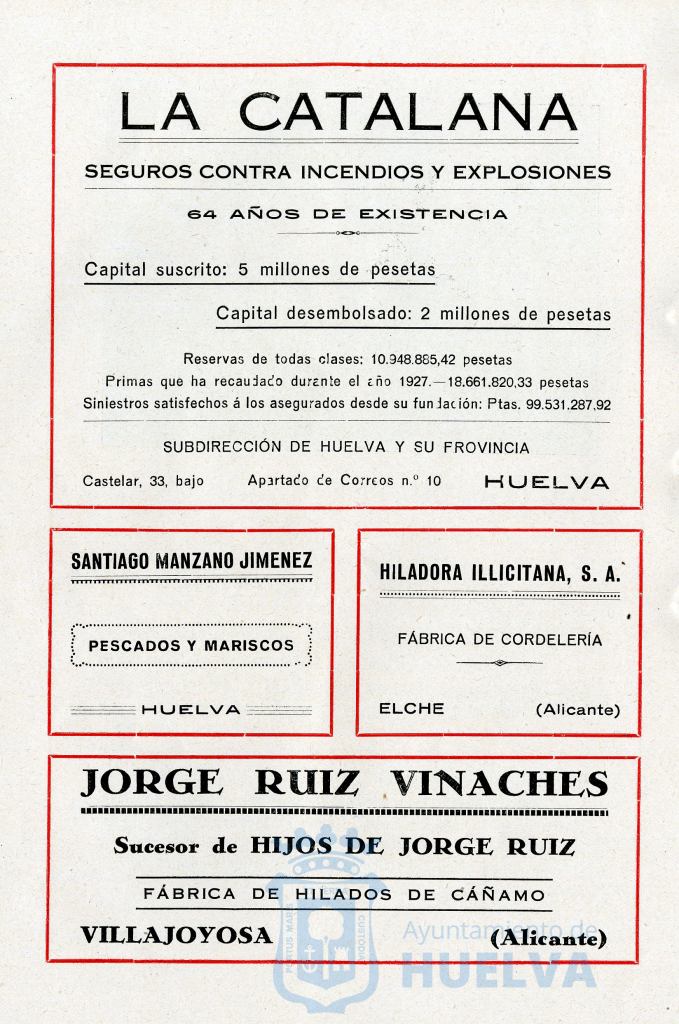 LA CATALANA
SEGUROS CONTRA INCENDIOS Y EXPLOSIONES
64 AÑOS DE EXISTENCIA
Capital suscrito: 5 millones de pesetas
Capital desembolsado: 2 millones de pesetas
Reservas de todas clases: 10.948.885,42 pesetas
Primas que ha recaudado durante el año 1927.—18.661.820,33 pesetas
Siniestros satisfechos á los asegurados desde su fundación: Ptas. 99.531.287,92
SUBDIRECCIÓN DE HUELVA Y SU PROVINCIA
Castelar, 33, bajo Apartado de Correos n.º 10 HUELVA
SANTIAGO MANZANO JIMENEZ
PESCADOS Y MARISCOS
HUELVA
HILADORA ILLICITANA, S. A.
FÁBRICA DE CORDELERÍA
ELCHE (Alicante)
JORGE RUIZ VINACHES
Sucesor de HIJOS DE JORGE RUIZ
FÁBRICA DE HILADOS DE CÁÑAMO
VILLAJOYOSA (Alicante)
PORTUS MARIS CUSTODIA
Ayuntamiento de
HUELVA